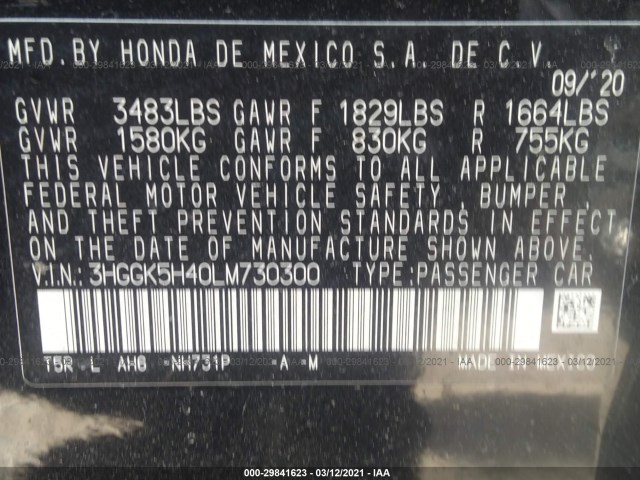 MFD. BY HONDA DE MEXICO S.A. DE C.V.
09/'20
GVWR 3483LBS GAWR F 1829LBS R 1664LBS
GVWR 1580KG GAWR F 830KG R 755KG
THIS VEHICLE CONFORMS TO ALL APPLICABLE
FEDERAL MOTOR VEHICLE SAFETY, BUMPER,
AND THEFT PREVENTION STANDARDS IN EFFECT
ON THE DATE OF MANUFACTURE SHOWN ABOVE.
V.I.N.: 3HGGK5H40LM730300 TYPE:PASSENGER CAR
T5R L AH6 NH731P A M
000-29841623 - 03/12/2021 - IAA